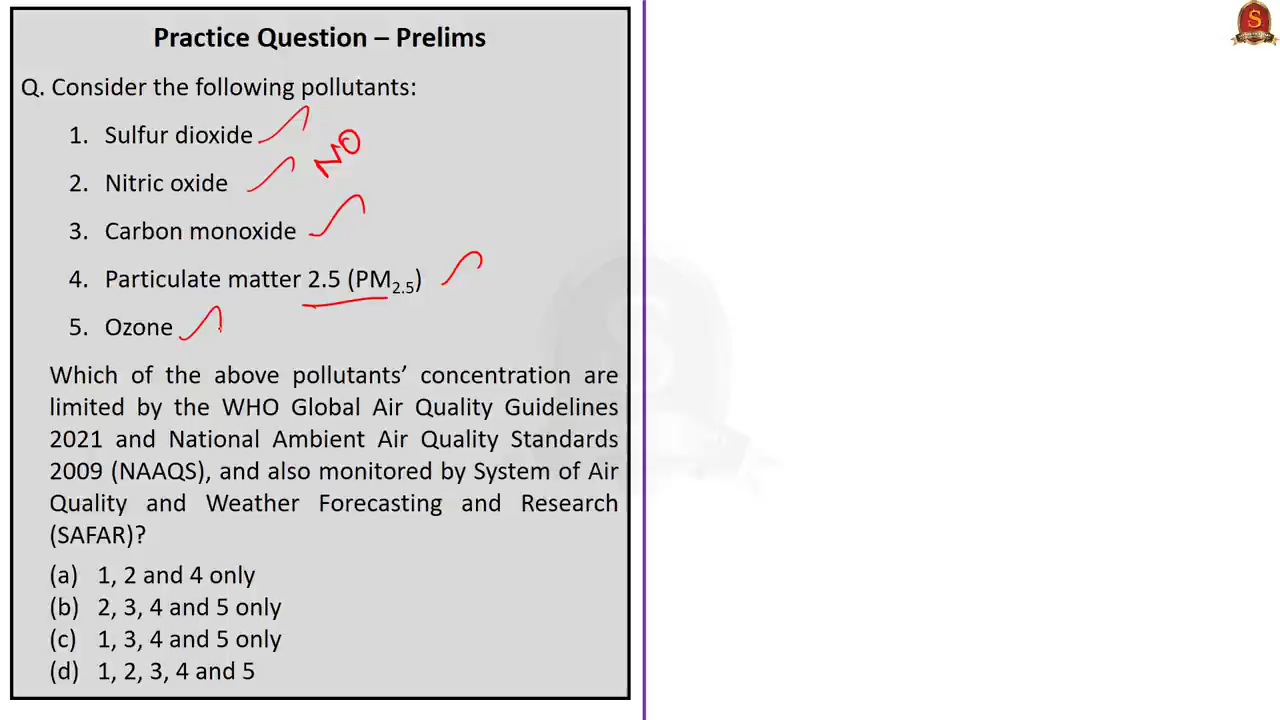 Practice Question – Prelims
Q. Consider the following pollutants:
1. Sulfur dioxide
NO
2. Nitric oxide
3. Carbon monoxide
4. Particulate matter 2.5 (PM2.5)
5. Ozone
Which of the above pollutants’ concentration are
limited by the WHO Global Air Quality Guidelines
2021 and National Ambient Air Quality Standards
2009 (NAAQS), and also monitored by System of Air
Quality and Weather Forecasting and Research
(SAFAR)?
(a) 1, 2 and 4 only
(b) 2, 3, 4 and 5 only
(c) 1, 3, 4 and 5 only
(d) 1, 2, 3, 4 and 5
S